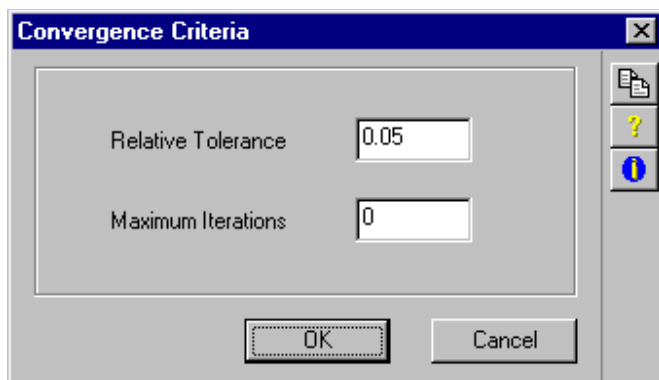 Convergence Criteria
Relative Tolerance 0.05
Maximum Iterations 0
OK Cancel